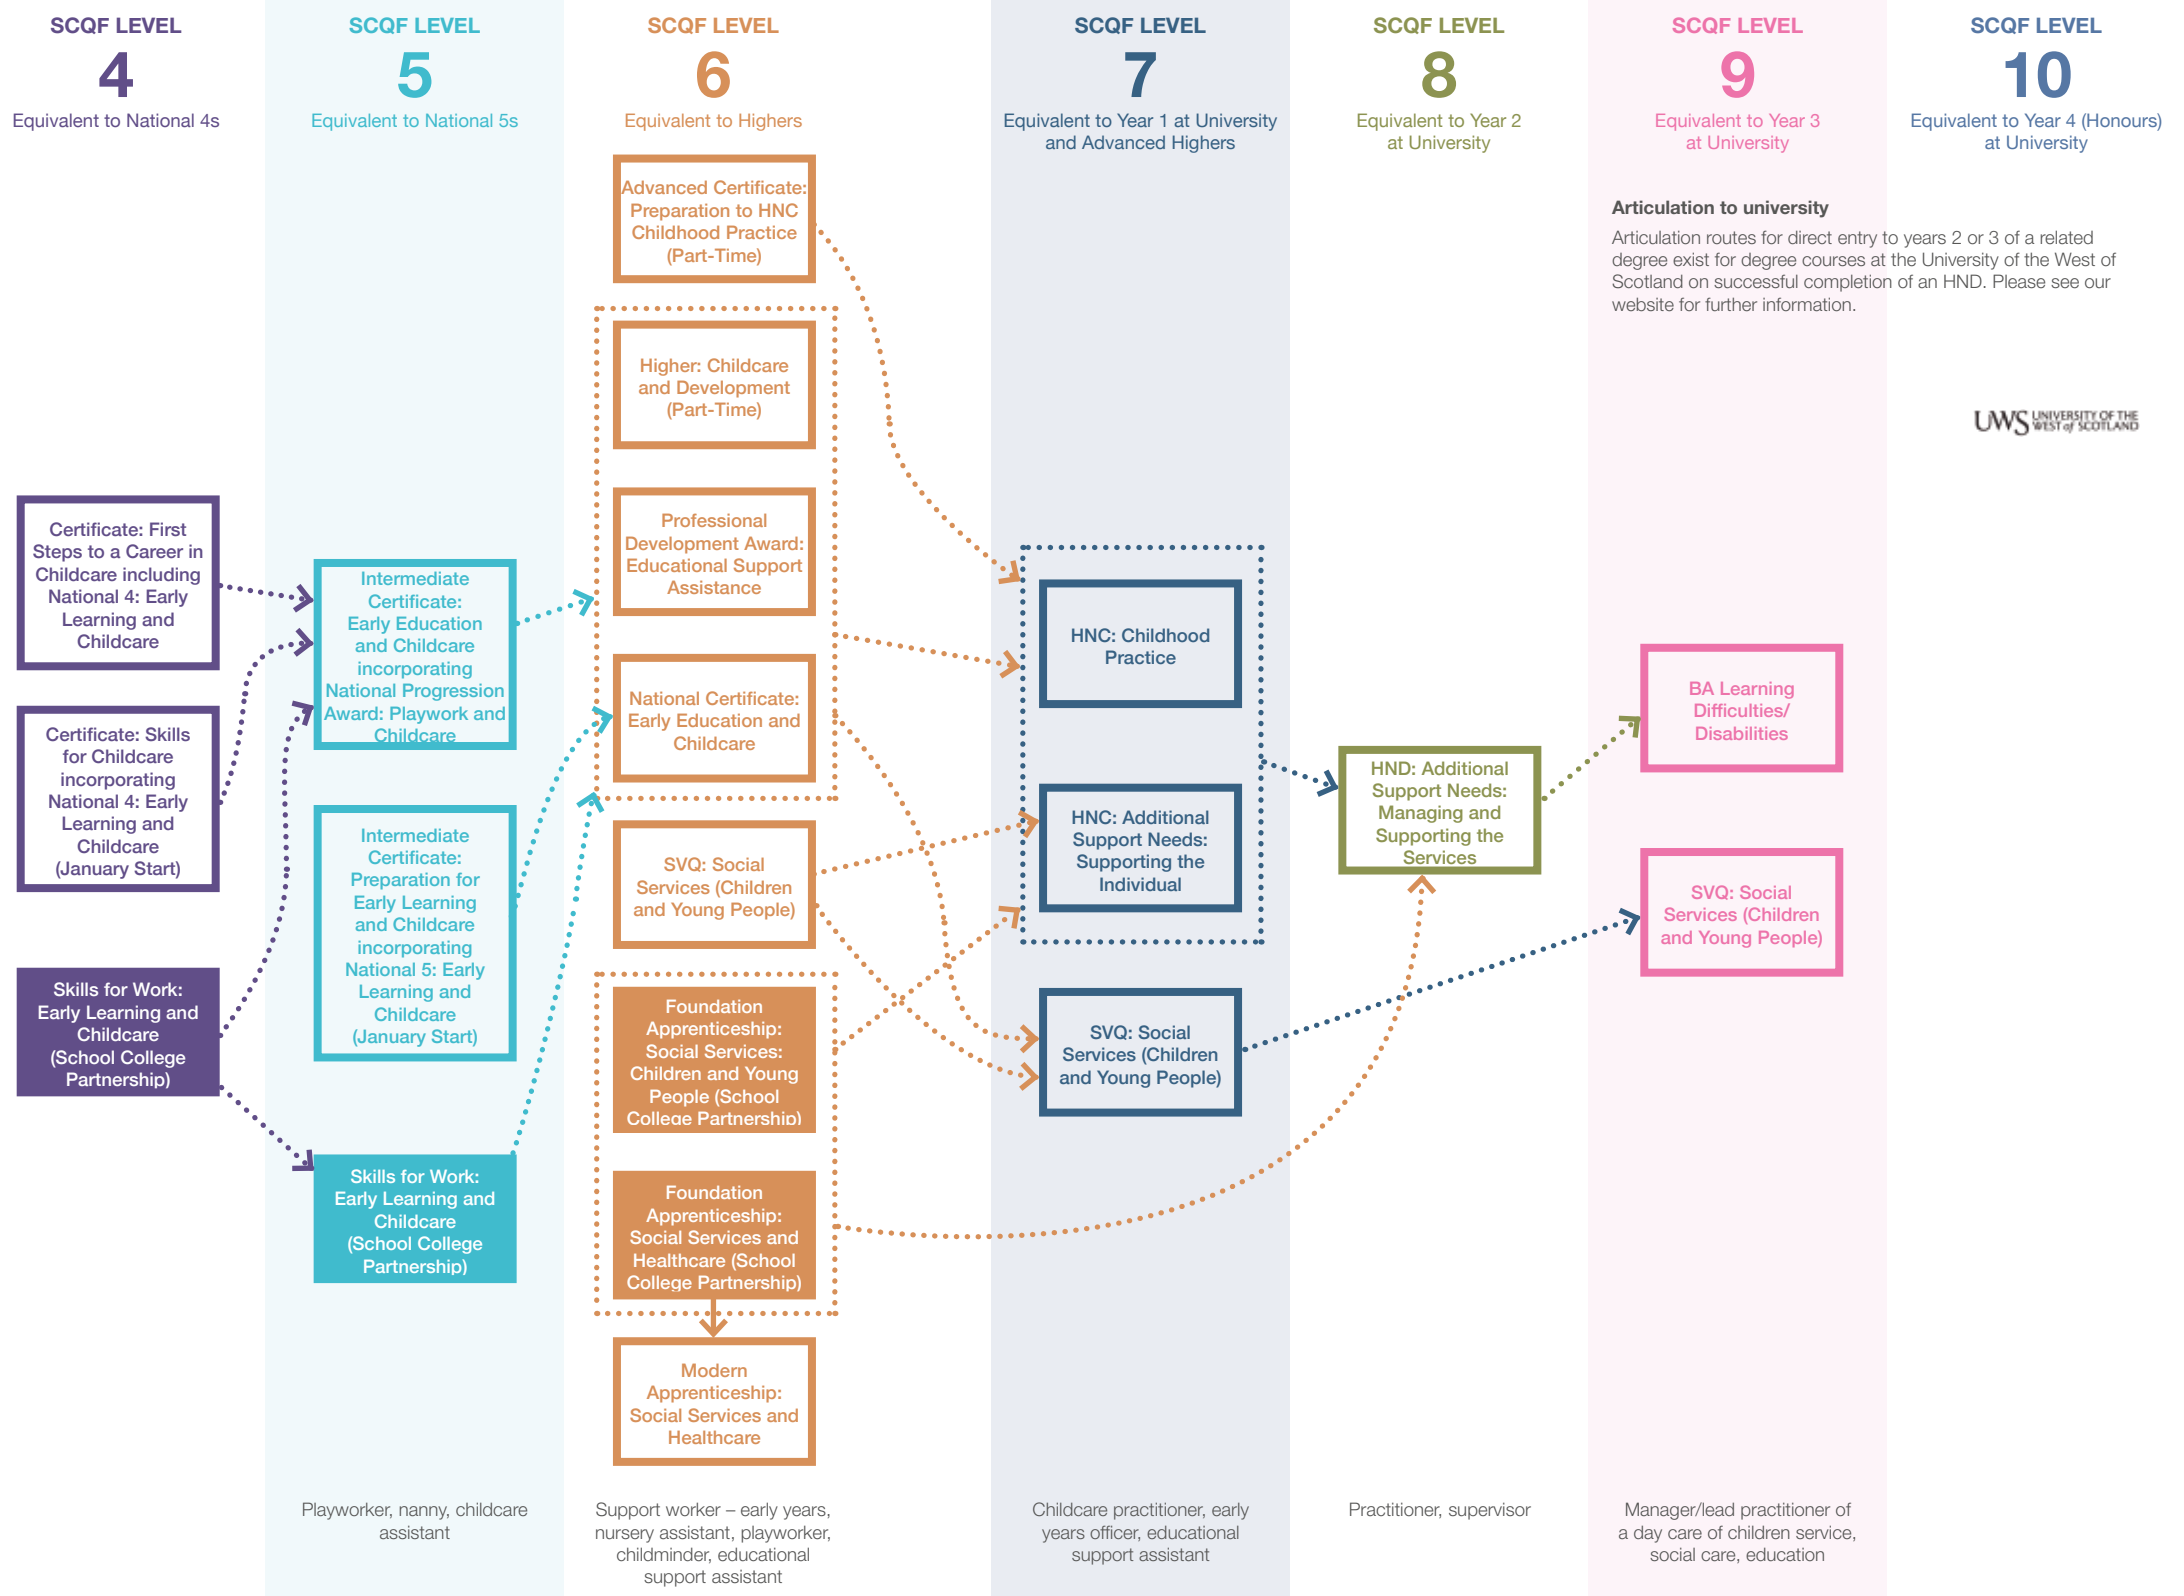 SCQF LEVEL
4
Equivalent to National 4s
SCQF LEVEL
5
Equivalent to National 5s
SCQF LEVEL
6
Equivalent to Highers
SCQF LEVEL
7
Equivalent to Year 1 at University
and Advanced Highers
SCQF LEVEL
8
Equivalent to Year 2
at University
SCQF LEVEL
9
Equivalent to Year 3
at University
SCQF LEVEL
10
Equivalent to Year 4 (Honours)
at University
Articulation to university
Articulation routes for direct entry to years 2 or 3 of a related
degree exist for degree courses at the University of the West of
Scotland on successful completion of an HND. Please see our
website for further information.
UWS UNIVERSITY OF THE
WEST of SCOTLAND
Certificate: First
Steps to a Career in
Childcare including
National 4: Early
Learning and
Childcare
Certificate: Skills
for Childcare
incorporating
National 4: Early
Learning and
Childcare
(January Start)
Skills for Work:
Early Learning and
Childcare
(School College
Partnership)
Intermediate
Certificate:
Early Education
and Childcare
incorporating
National Progression
Award: Playwork and
Childcare
Intermediate
Certificate:
Preparation for
Early Learning
and Childcare
incorporating
National 5: Early
Learning and
Childcare
(January Start)
Skills for Work:
Early Learning and
Childcare
(School College
Partnership)
Advanced Certificate:
Preparation to HNC
Childhood Practice
(Part-Time)
Higher: Childcare
and Development
(Part-Time)
Professional
Development Award:
Educational Support
Assistance
National Certificate:
Early Education and
Childcare
SVQ: Social
Services (Children
and Young People)
Foundation
Apprenticeship:
Social Services:
Children and Young
People (School
College Partnership)
Foundation
Apprenticeship:
Social Services and
Healthcare (School
College Partnership)
Modern
Apprenticeship:
Social Services and
Healthcare
HNC: Childhood
Practice
HNC: Additional
Support Needs:
Supporting the
Individual
SVQ: Social
Services (Children
and Young People)
HND: Additional
Support Needs:
Managing and
Supporting the
Services
BA Learning
Difficulties/
Disabilities
SVQ: Social
Services (Children
and Young People)
Playworker, nanny, childcare
assistant
Support worker – early years,
nursery assistant, playworker,
childminder, educational
support assistant
Childcare practitioner, early
years officer, educational
support assistant
Practitioner, supervisor
Manager/lead practitioner of
a day care of children service,
social care, education